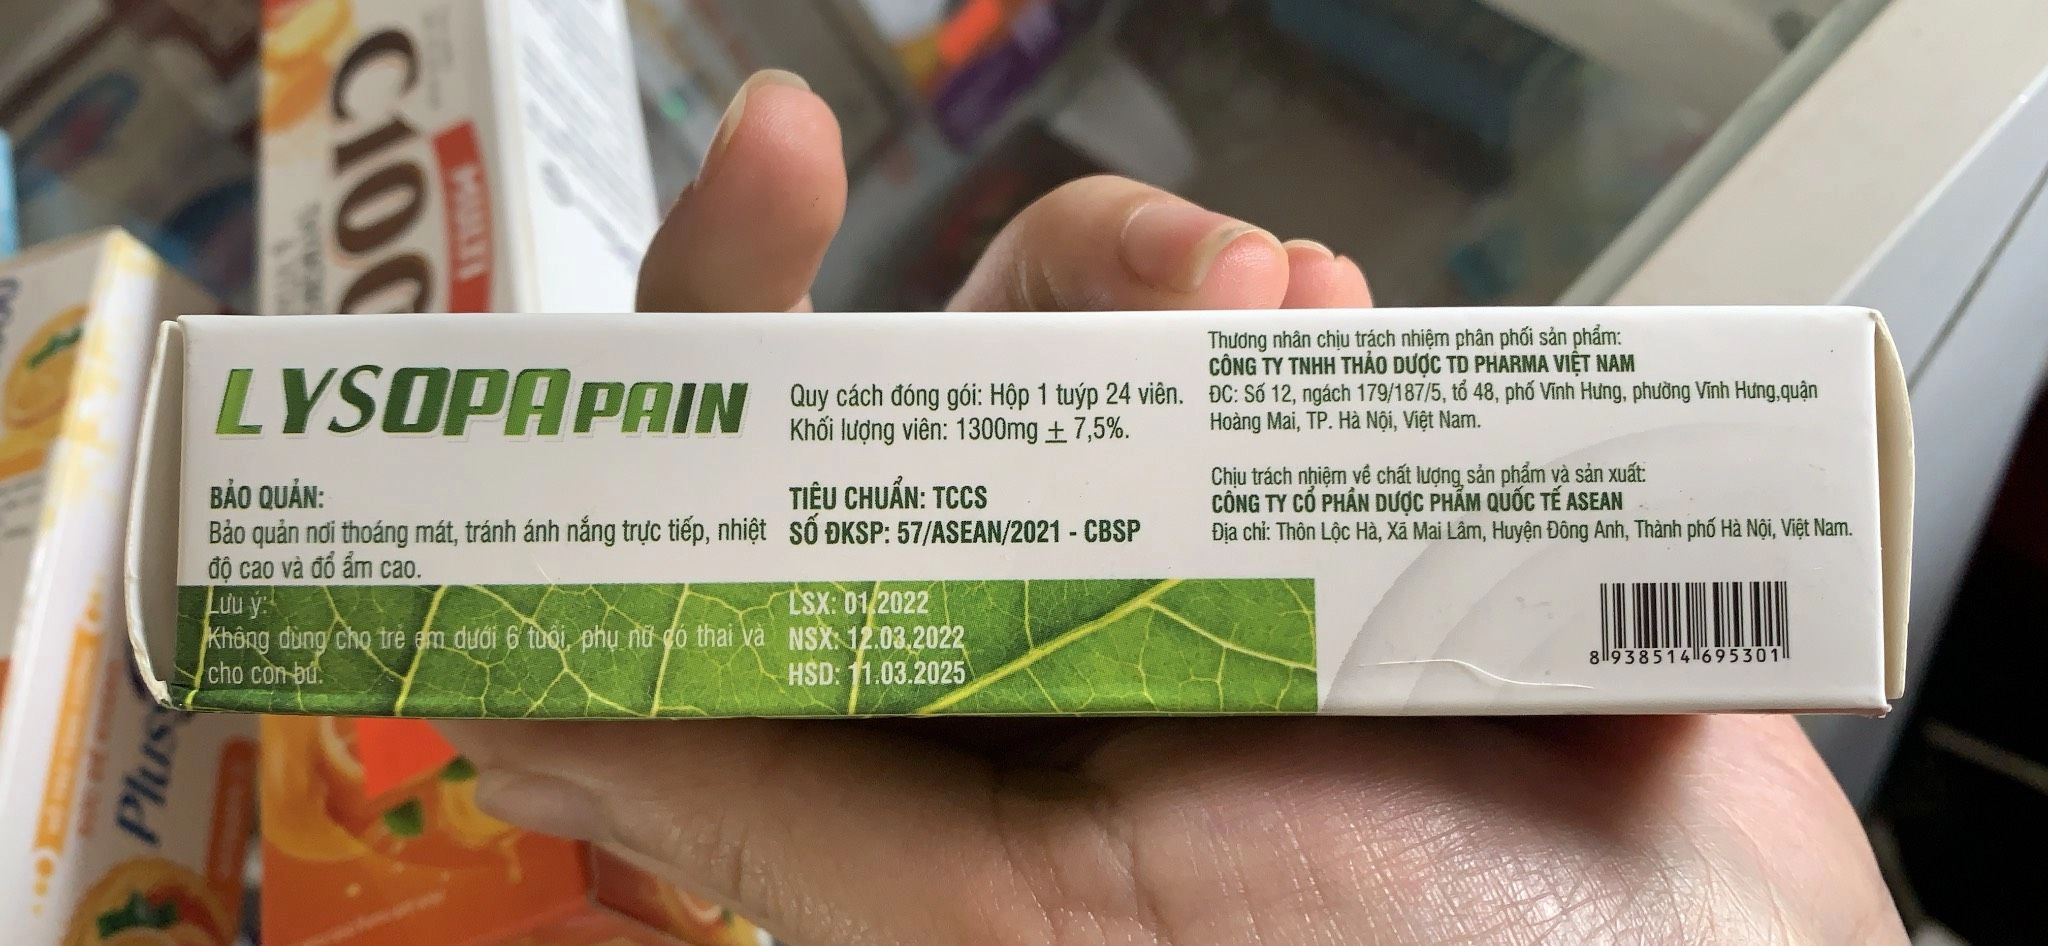 LYSOPAPAIN
BẢO QUẢN:
Bảo quản nơi thoáng mát, tránh ánh nắng trực tiếp, nhiệt
độ cao và đổ ẩm cao.
Lưu ý:
Không dùng cho trẻ em dưới 6 tuổi, phụ nữ có thai và
cho con bú.
Quy cách đóng gói: Hộp 1 tuýp 24 viên.
Khối lượng viên: 1300mg ± 7,5%.
TIÊU CHUẨN: TCCS
SỐ ĐKSP: 57/ASEAN/2021 - CBSP
LSX: 01.2022
NSX: 12.03.2022
HSD: 11.03.2025
Thương nhân chịu trách nhiệm phân phối sản phẩm:
CÔNG TY TNHH THẢO DƯỢC TD PHARMA VIỆT NAM
ĐC: Số 12, ngách 179/187/5, tổ 48, phố Vĩnh Hưng, phường Vĩnh Hưng,quận
Hoàng Mai, TP. Hà Nội, Việt Nam.
Chịu trách nhiệm về chất lượng sản phẩm và sản xuất:
CÔNG TY CỔ PHẦN DƯỢC PHẨM QUỐC TẾ ASEAN
Địa chỉ: Thôn Lộc Hà, Xã Mai Lâm, Huyện Đông Anh, Thành phố Hà Nội, Việt Nam.
8 938514 695301
MULTI
Plus